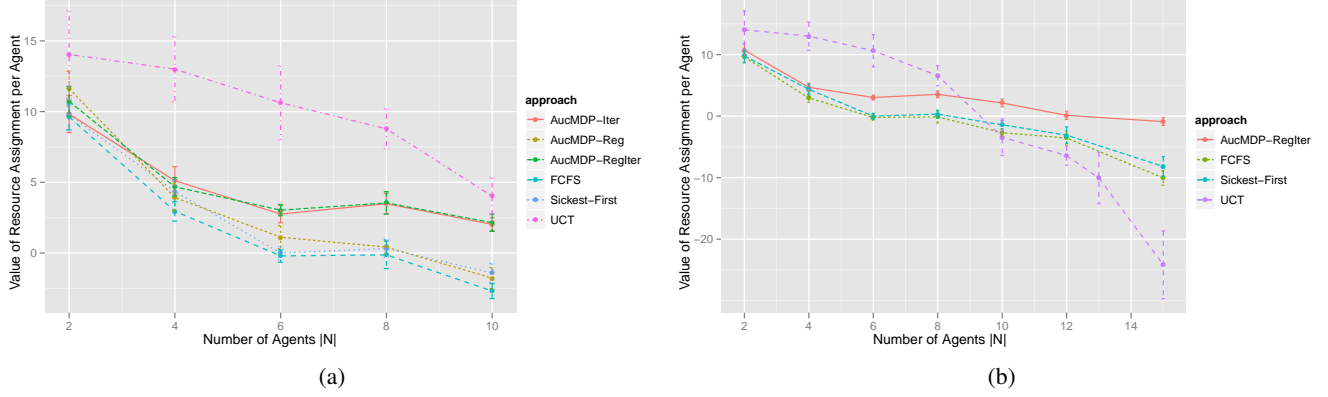 Value of Resource Assignment per Agent
15
10
5
0
2
4
6
8
10
Number of Agents |N|
approach
AucMDP−Iter
AucMDP−Reg
AucMDP−RegIter
FCFS
Sickest−First
UCT
(a)
Value of Resource Assignment per Agent
10
0
−10
−20
2
4
6
8
10
12
14
Number of Agents |N|
approach
AucMDP−RegIter
FCFS
Sickest−First
UCT
(b)